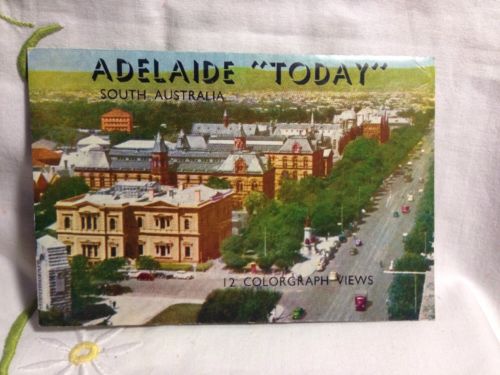 ADELAIDE "TODAY"
SOUTH AUSTRALIA
12 COLORGRAPH VIEWS